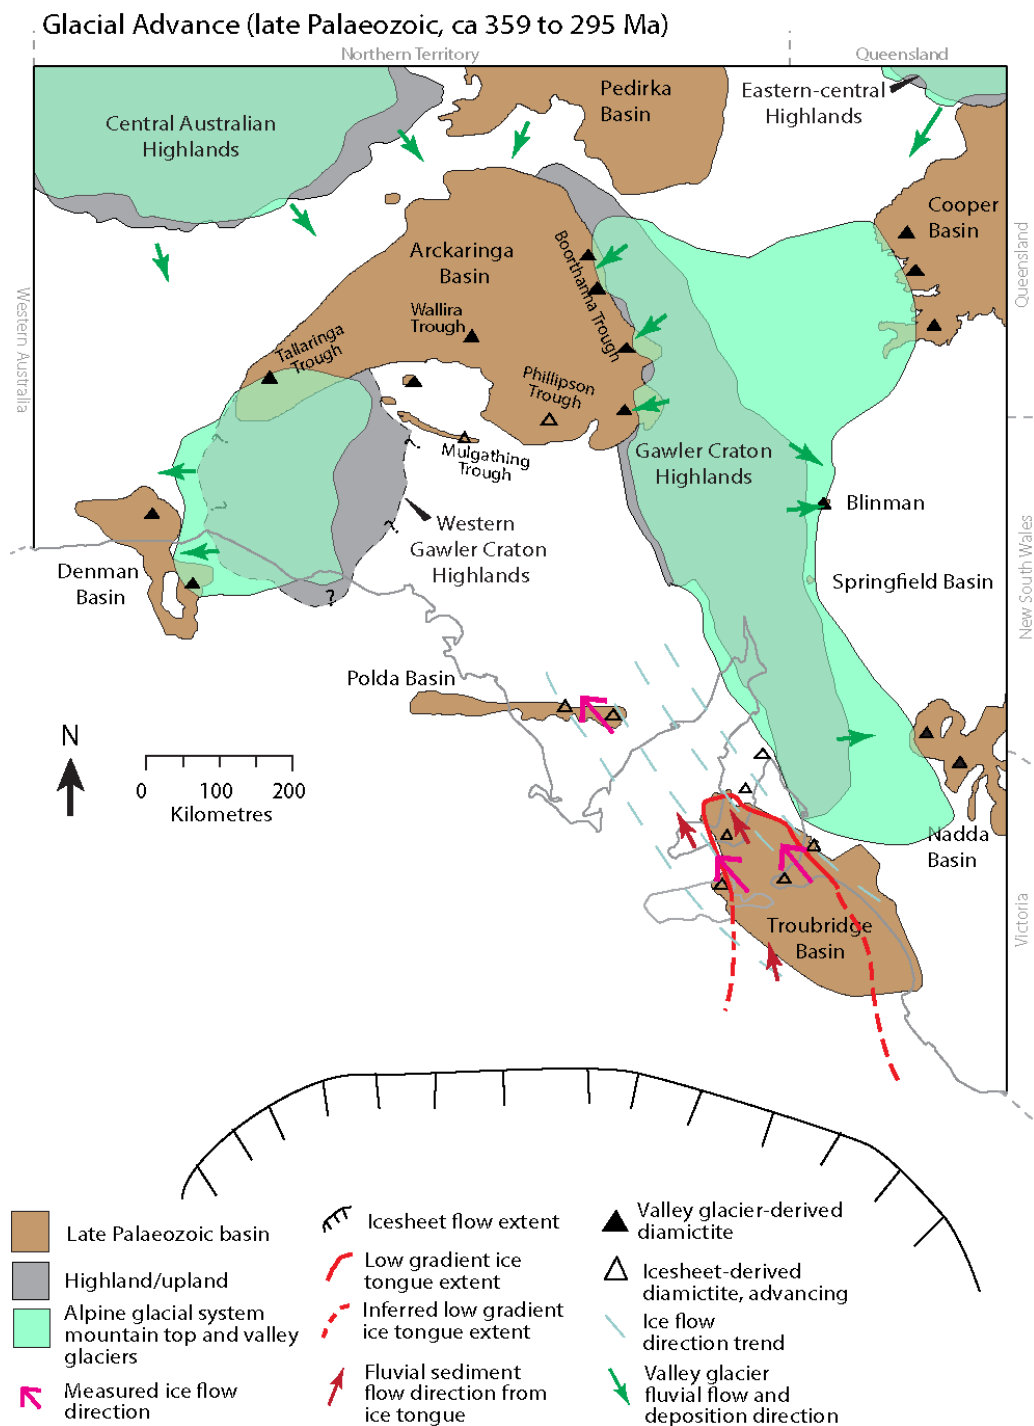 Glacial Advance (late Palaeozoic, ca 359 to 295 Ma)
Northern Territory
Queensland
Pedirka
Basin
Eastern-central
Highlands
Central Australian
Highlands
Cooper
Basin
Arckaringa
Basin
Boorthanna Trough
Queensland
Western Australia
Wallira
Trough
Tallaringa
Trough
Phillipson
Trough
Mulgathing
Trough
Gawler Craton
Highlands
?
?
?
?
?
Blinman
Western
Gawler Craton
Highlands
Denman
Basin
Springfield Basin
New South Wales
Polda Basin
N
0
200
Kilometres
Nadda
Basin
Troubridge
Basin
Victoria
Late Palaeozoic basin
Highland/upland
Alpine glacial system
mountain top and valley
glaciers
Measured ice flow
direction
Icesheet flow extent
Low gradient ice
tongue extent
Inferred low gradient
ice tongue extent
Fluvial sediment
flow direction from
ice tongue
Valley glacier-derived
diamictite
Icesheet-derived
diamictite, advancing
Ice flow
direction trend
Valley glacier
fluvial flow and
deposition direction